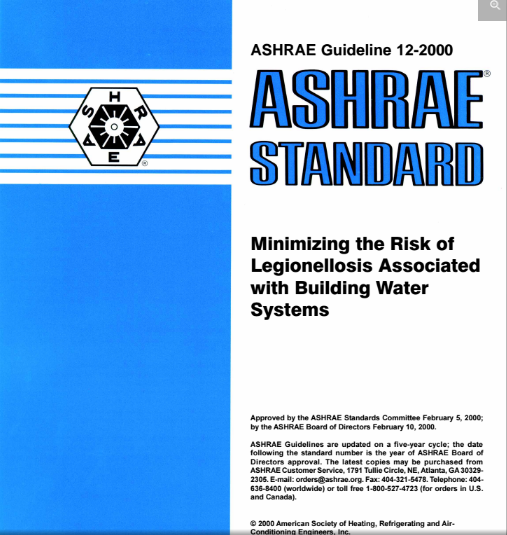 ASHRAE Guideline 12-2000
ASHRAE®
STANDARD
ASHRAE
®
Minimizing the Risk of
Legionellosis Associated
with Building Water
Systems
Approved by the ASHRAE Standards Committee February 5, 2000;
by the ASHRAE Board of Directors February 10, 2000.
ASHRAE Guidelines are updated on a five-year cycle; the date
following the standard number is the year of ASHRAE Board of
Directors approval. The latest copies may be purchased from
ASHRAE Customer Service, 1791 Tullie Circle, NE, Atlanta, GA 30329-
2305. E-mail: orders@ashrae.org. Fax: 404-321-5478. Telephone: 404-
636-8400 (worldwide) or toll free 1-800-527-4723 (for orders in U.S.
and Canada).
© 2000 American Society of Heating, Refrigerating and Air-
Conditioning Engineers, Inc.